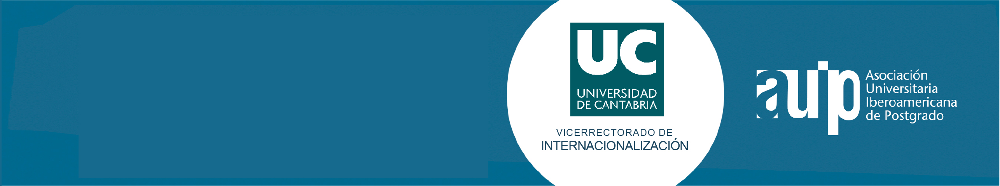 UC
UNIVERSIDAD
DE CANTABRIA
VICERRECTORADO DE
INTERNACIONALIZACIÓN
auip
Asociación
Universitaria
Iberoamericana
de Postgrado